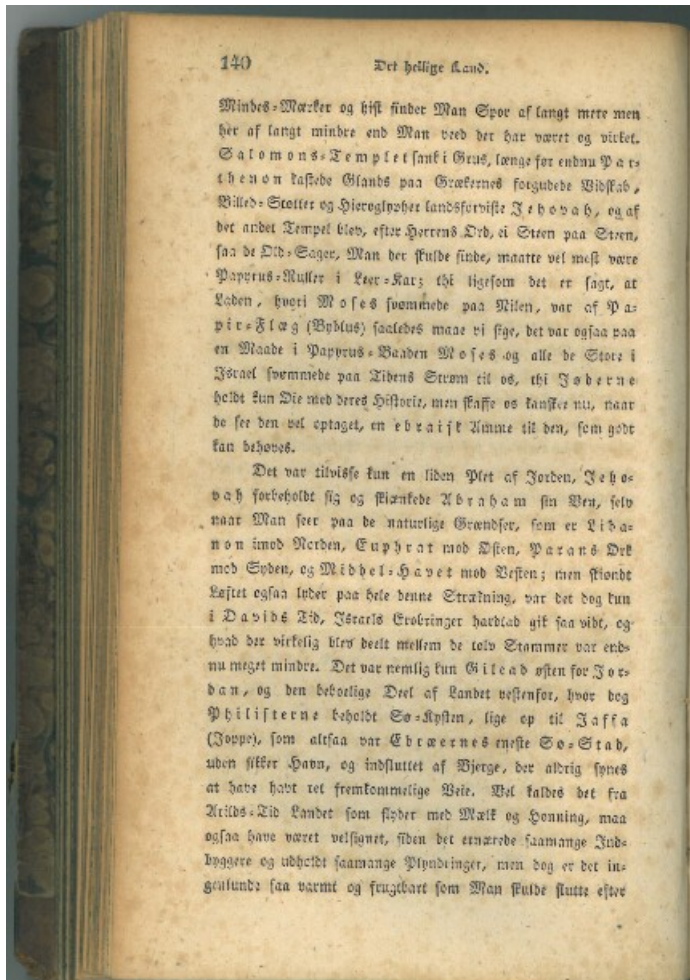 140
Det hellige Land.
Mindes-Mærker og hist finder Man Spor af langt mere men
her af langt mindre end Man veed der har været og virket.
Salomons-Templet sank i Grus, længe før endnu Par-
thenon kastede Glands paa Grækernes forgudede Vidskab,
Billed-Støtter og Hieroglypher landsforviste Jehovah, og af
det andet Tempel blev, efter Herrens Ord, ei Steen paa Steen,
saa de Old-Sager, Man der skulde finde, maatte vel mest være
Papyrus-Ruller i Leer-Kar; thi ligesom det er sagt, at
Laden, hvori Moses svømmede paa Nilen, var af Pa-
pir-Flæg (Byblus) saaledes maae vi sige, det var ogsaa paa
en Maade i Papyrus-Baaden Moses og alle de Store i
Israel svømmede paa Tidens Strøm til os, thi Jøderne
holdt kun Die med deres Historie, men skaffe os kanskee nu, naar
de see den vel optaget, en ebraisk Amme til den, som godt
kan behøves.
Det var tilvisse kun en liden Plet af Jorden, Jeho-
vah forbeholdt sig og skiænkede Abraham sin Ven, selv
naar Man seer paa de naturlige Grændser, som er Liba-
non imod Norden, Euphrat mod Østen, Parans Ørk
mod Syden, og Middel-Havet mod Vesten; men skiøndt
Løftet ogsaa lyder paa hele denne Strækning, var det dog kun
i Davids Tid, Israels Erobringer hardtad gik saa vidt, og
hvad der virkelig blev deelt mellem de tolv Stammer var end-
nu meget mindre. Det var nemlig kun Gilead østen for Jor-
dan, og den beboelige Deel af Landet vestenfor, hvor dog
Philisterne beholdt Sø-Kysten, lige op til Jaffa
(Joppe), som altsaa var Ebræernes eneste Sø-Stad,
uden sikker Havn, og indsluttet af Bjerge, der aldrig synes
at have havt ret fremkommelige Veie. Vel kaldes det fra
Arilds-Tid Landet som flyder med Mælk og Honning, maa
ogsaa have været velsignet, siden det ernærede saamange Ind-
byggere og udholdt saamange Plyndringer, men dog er det in-
genlunde saa varmt og frugtbart som Man skulde slutte efter